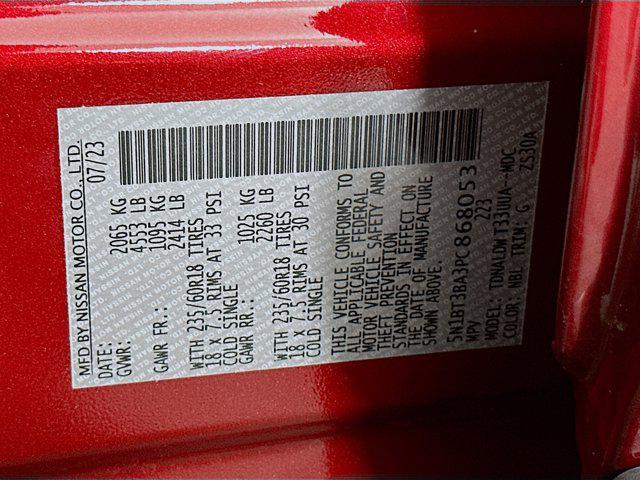 MFD BY NISSAN MOTOR CO., LTD.
DATE: 07/23
GVWR: 2065 KG
4553 LB
GAWR FR.: 1095 KG
2414 LB
WITH 235/60R18 TIRES
18 X 7.5 RIMS AT 33 PSI
COLD SINGLE
GAWR RR.: 1025 KG
2260 LB
WITH 235/60R18 TIRES
18 X 7.5 RIMS AT 30 PSI
COLD SINGLE
THIS VEHICLE CONFORMS TO
ALL APPLICABLE FEDERAL
MOTOR VEHICLE SAFETY AND
THEFT PREVENTION
STANDARDS IN EFFECT ON
THE DATE OF MANUFACTURE
SHOWN ABOVE.
5N1BT3BA3PC868053
MPV 223
MODEL: TDNALDW T33UUA-WDC
COLOR: NBL TRIM: G ZS30A